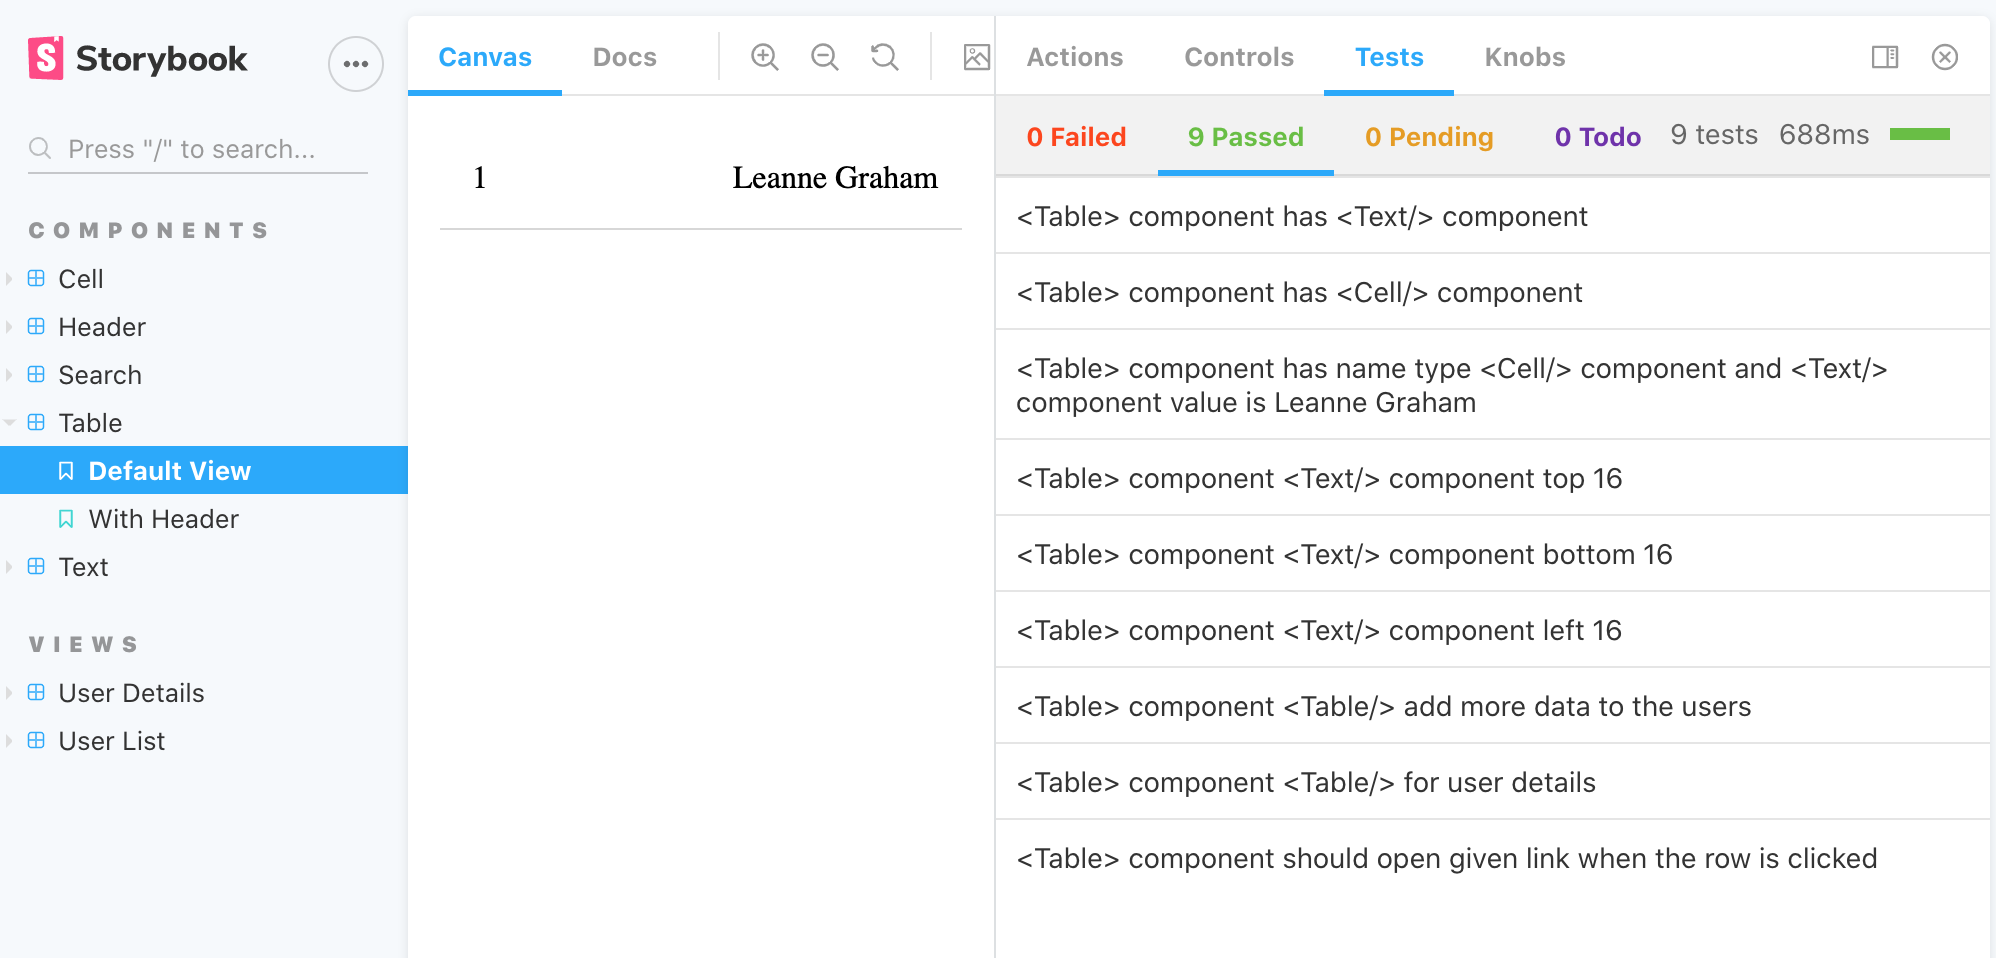 Storybook
Press "/" to search...
COMPONENTS
Cell
Header
Search
Table
Default View
With Header
Text
VIEWS
User Details
User List
Canvas Docs
1 Leanne Graham
Actions Controls Tests Knobs
0 Failed 9 Passed 0 Pending 0 Todo 9 tests 688ms
<Table> component has <Text/> component
<Table> component has <Cell/> component
<Table> component has name type <Cell/> component and <Text/>
component value is Leanne Graham
<Table> component <Text/> component top 16
<Table> component <Text/> component bottom 16
<Table> component <Text/> component left 16
<Table> component <Table/> add more data to the users
<Table> component <Table/> for user details
<Table> component should open given link when the row is clicked